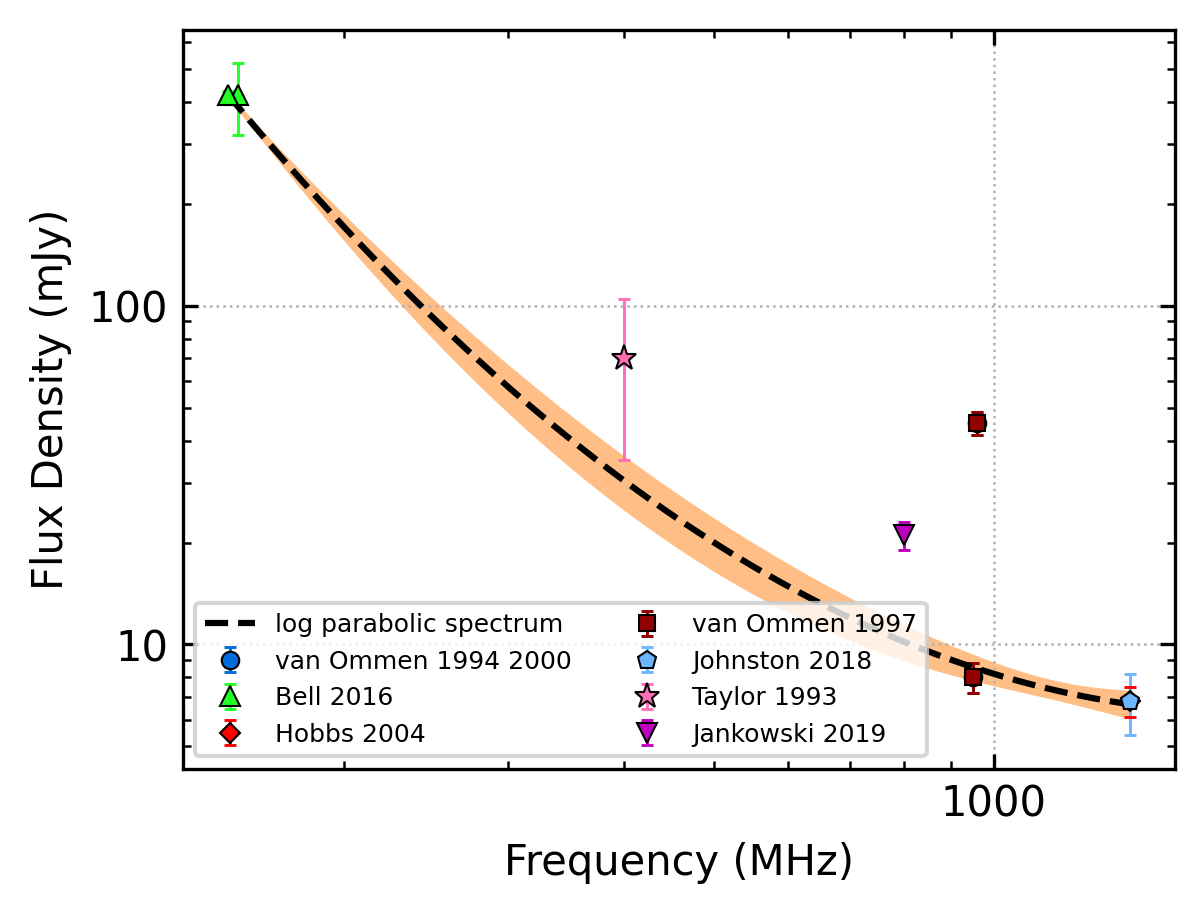 Flux Density (mJy)
100
10
log parabolic spectrum
van Ommen 1994 2000
Bell 2016
Hobbs 2004
van Ommen 1997
Johnston 2018
Taylor 1993
Jankowski 2019
1000
Frequency (MHz)